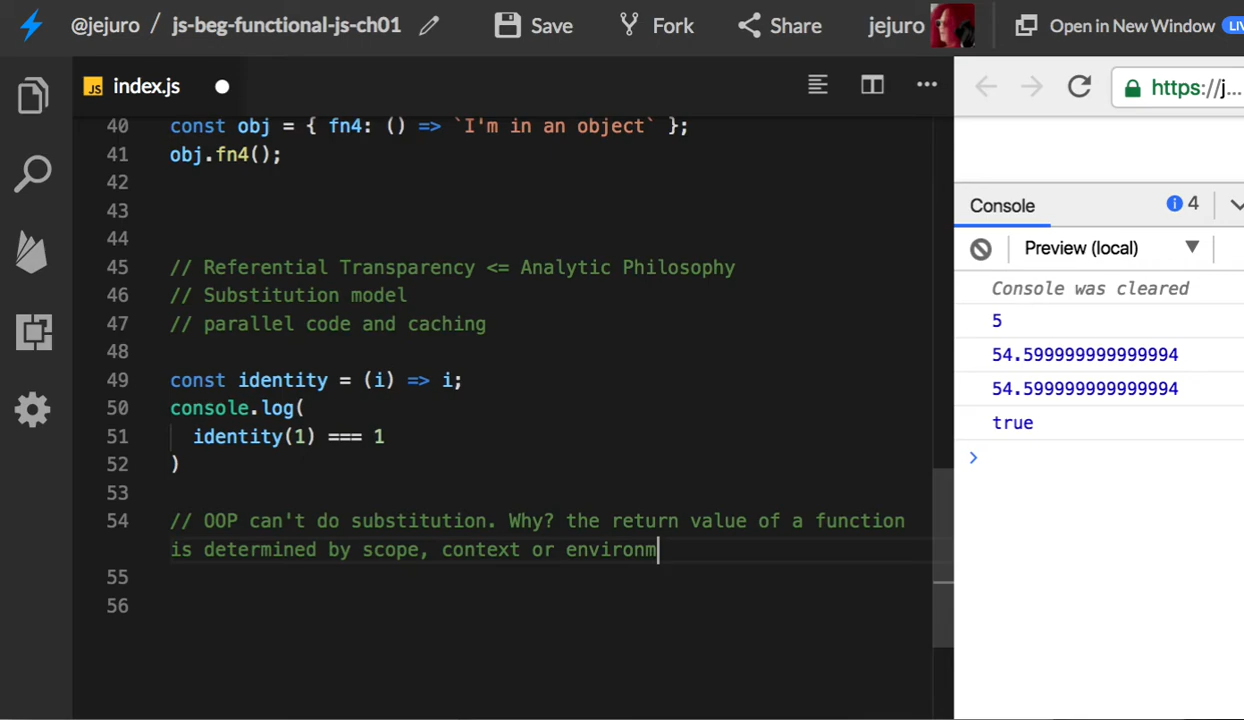 @jejuro / js-beg-functional-js-ch01 Save Fork Share jejuro Open in New Window LIV
JS index.js
https://j...
40 const obj = { fn4: () => `I'm in an object` };
41 obj.fn4();
42
43
44
45 // Referential Transparency <= Analytic Philosophy
46 // Substitution model
47 // parallel code and caching
48
49 const identity = (i) => i;
50 console.log(
51 identity(1) === 1
52 )
53
54 // OOP can't do substitution. Why? the return value of a function
is determined by scope, context or environm
55
56
Console 4
Preview (local)
Console was cleared
5
54.599999999999994
54.599999999999994
true